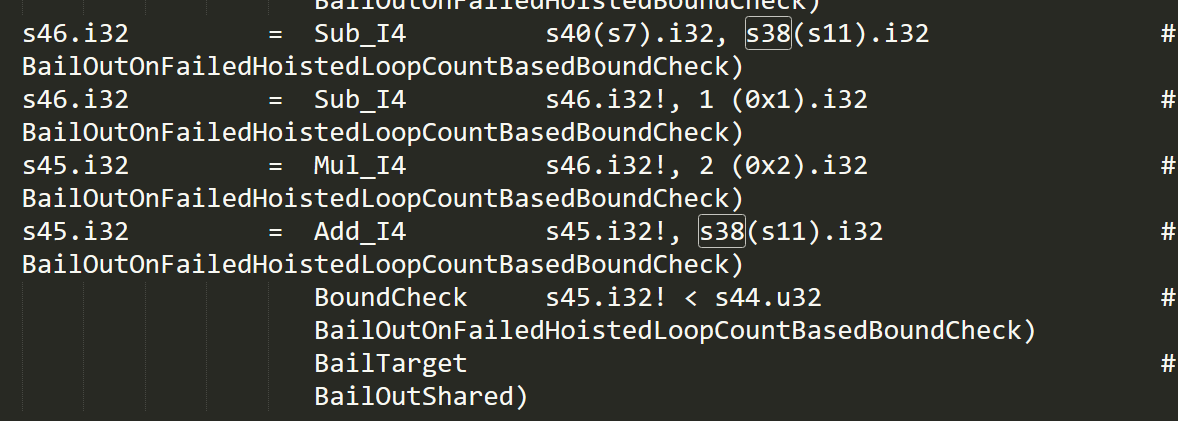 BailOutOnFailedHoistedLoopCountBasedBoundCheck)
s46.i32 = Sub_I4 s40(s7).i32, s38(s11).i32 #
BailOutOnFailedHoistedLoopCountBasedBoundCheck)
s46.i32 = Sub_I4 s46.i32!, 1 (0x1).i32 #
BailOutOnFailedHoistedLoopCountBasedBoundCheck)
s45.i32 = Mul_I4 s46.i32!, 2 (0x2).i32 #
BailOutOnFailedHoistedLoopCountBasedBoundCheck)
s45.i32 = Add_I4 s45.i32!, s38(s11).i32 #
BailOutOnFailedHoistedLoopCountBasedBoundCheck)
BoundCheck s45.i32! < s44.u32 #
BailOutOnFailedHoistedLoopCountBasedBoundCheck)
BailTarget #
BailOutShared)